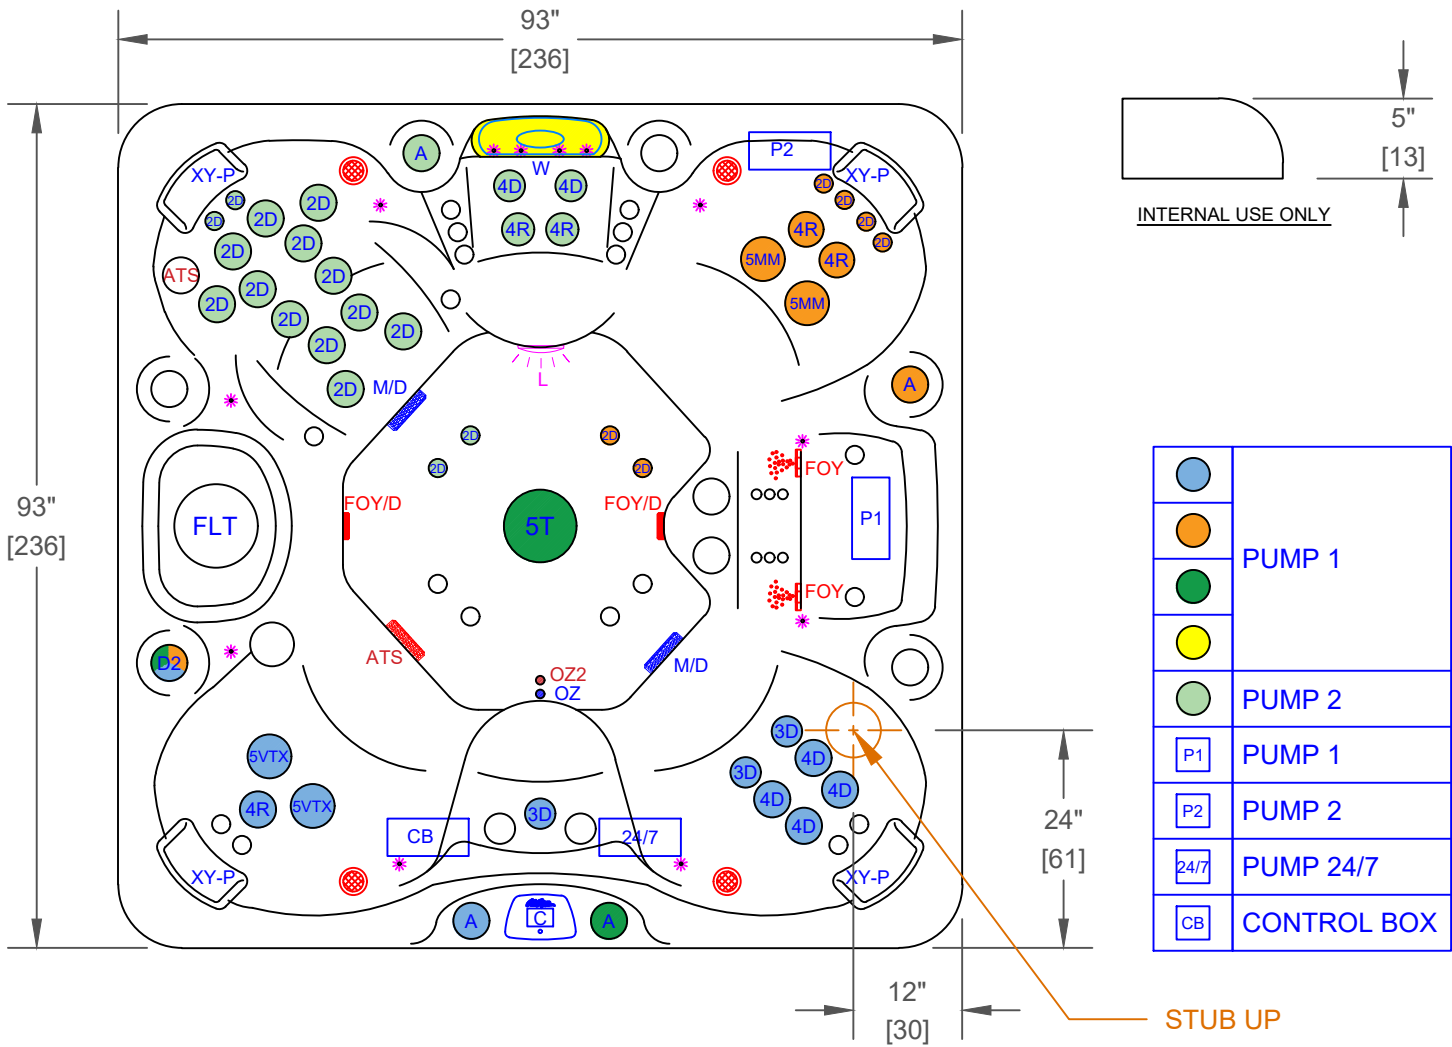 93"
[236]
5"
[13]
INTERNAL USE ONLY
A
W
P2
XY-P
XY-P
4D
4D
2D
2D
2D
2D
2D
2D
2D
2D
4R
4R
4R
2D
2D
2D
2D
5MM
4R
ATS
2D
2D
2D
2D
2D
2D
5MM
2D
2D
2D
M/D
L
A
2D
2D
2D
2D
FOY
93"
[236]
FLT
FOY/D
5T
FOY/D
P1
FOY
ATS
M/D
D2
OZ2
OZ
5VTX
4R
5VTX
3D
3D
4D
3D
4D
4D
4D
CB
24/7
XY-P
XY-P
A
C
A
24"
[61]
12"
[30]
STUB UP
PUMP 1
PUMP 2
P1
PUMP 1
P2
PUMP 2
24/7
PUMP 24/7
CB
CONTROL BOX